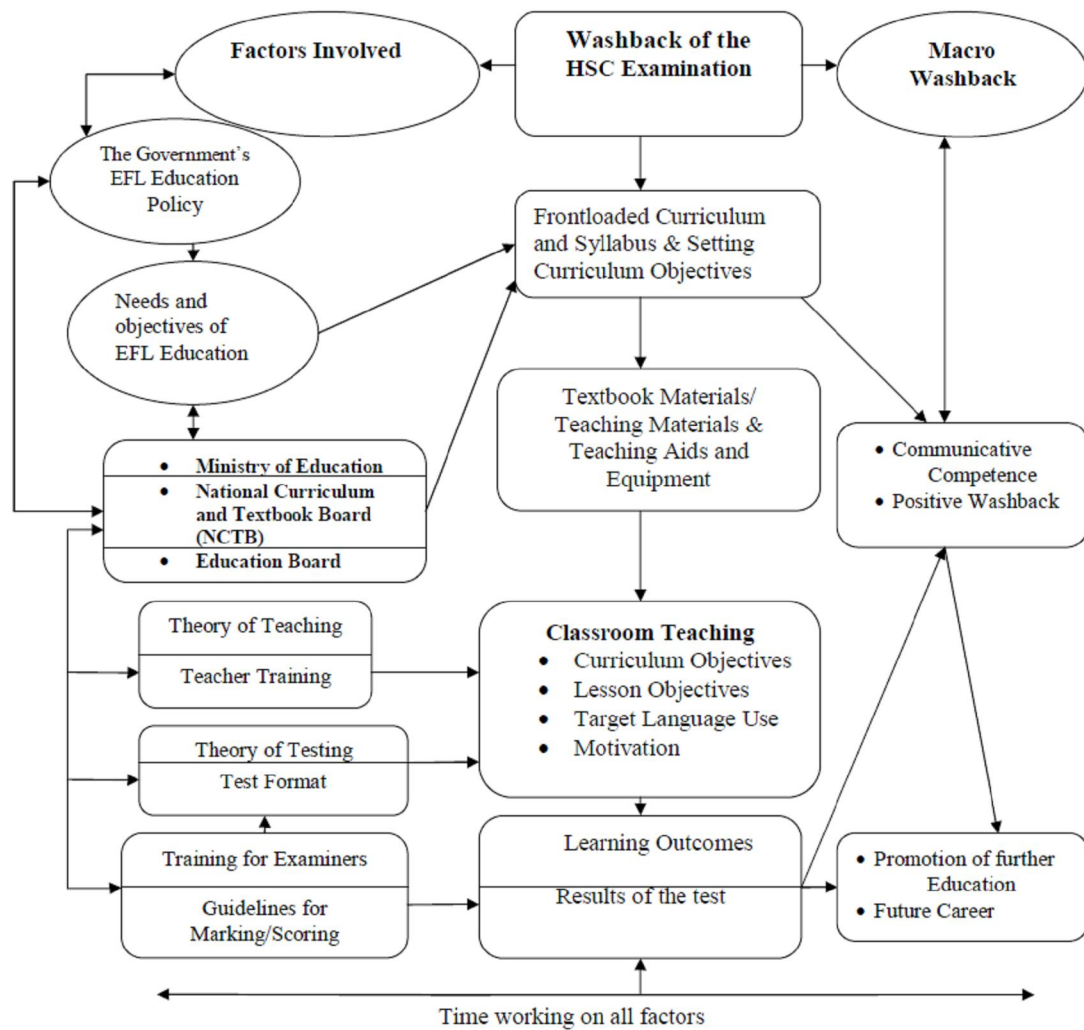 Factors Involved
Washback of the
HSC Examination
Macro
Washback
The Government's
EFL Education
Policy
Frontloaded Curriculum
and Syllabus & Setting
Curriculum Objectives
Needs and
objectives of
EFL Education
Textbook Materials/
Teaching Materials &
Teaching Aids and
Equipment
• Communicative
Competence
• Positive Washback
• Ministry of Education
• National Curriculum
and Textbook Board
(NCTB)
• Education Board
Theory of Teaching
Teacher Training
Classroom Teaching
• Curriculum Objectives
• Lesson Objectives
• Target Language Use
• Motivation
Theory of Testing
Test Format
Training for Examiners
Guidelines for
Marking/Scoring
Learning Outcomes
Results of the test
• Promotion of further
Education
• Future Career
Time working on all factors